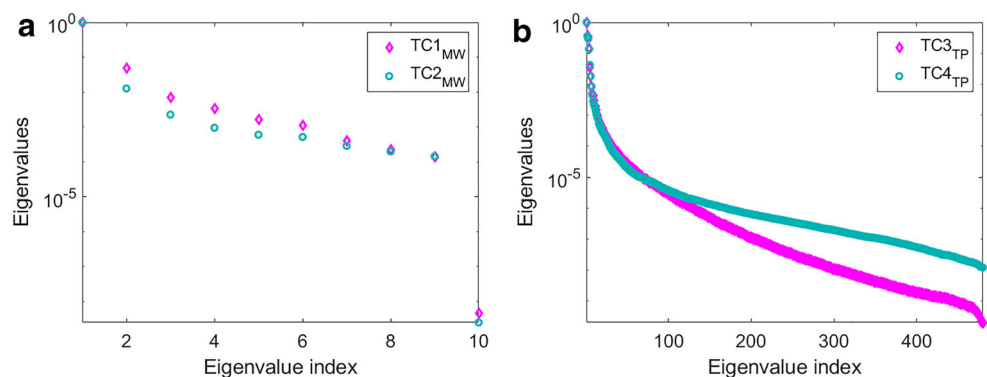 a
10^0
10^-5
Eigenvalues
TC1_MW
TC2_MW
2
4
6
8
10
Eigenvalue index
b
10^0
10^-5
Eigenvalues
TC3_TP
TC4_TP
100
200
300
400
Eigenvalue index